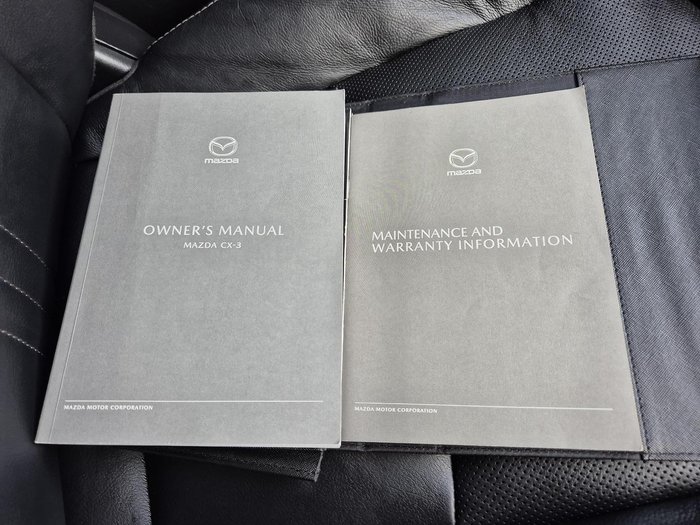 mazda
OWNER'S MANUAL
MAZDA CX-3
MAZDA MOTOR CORPORATION
mazda
MAINTENANCE AND
WARRANTY INFORMATION
MAZDA MOTOR CORPORATION